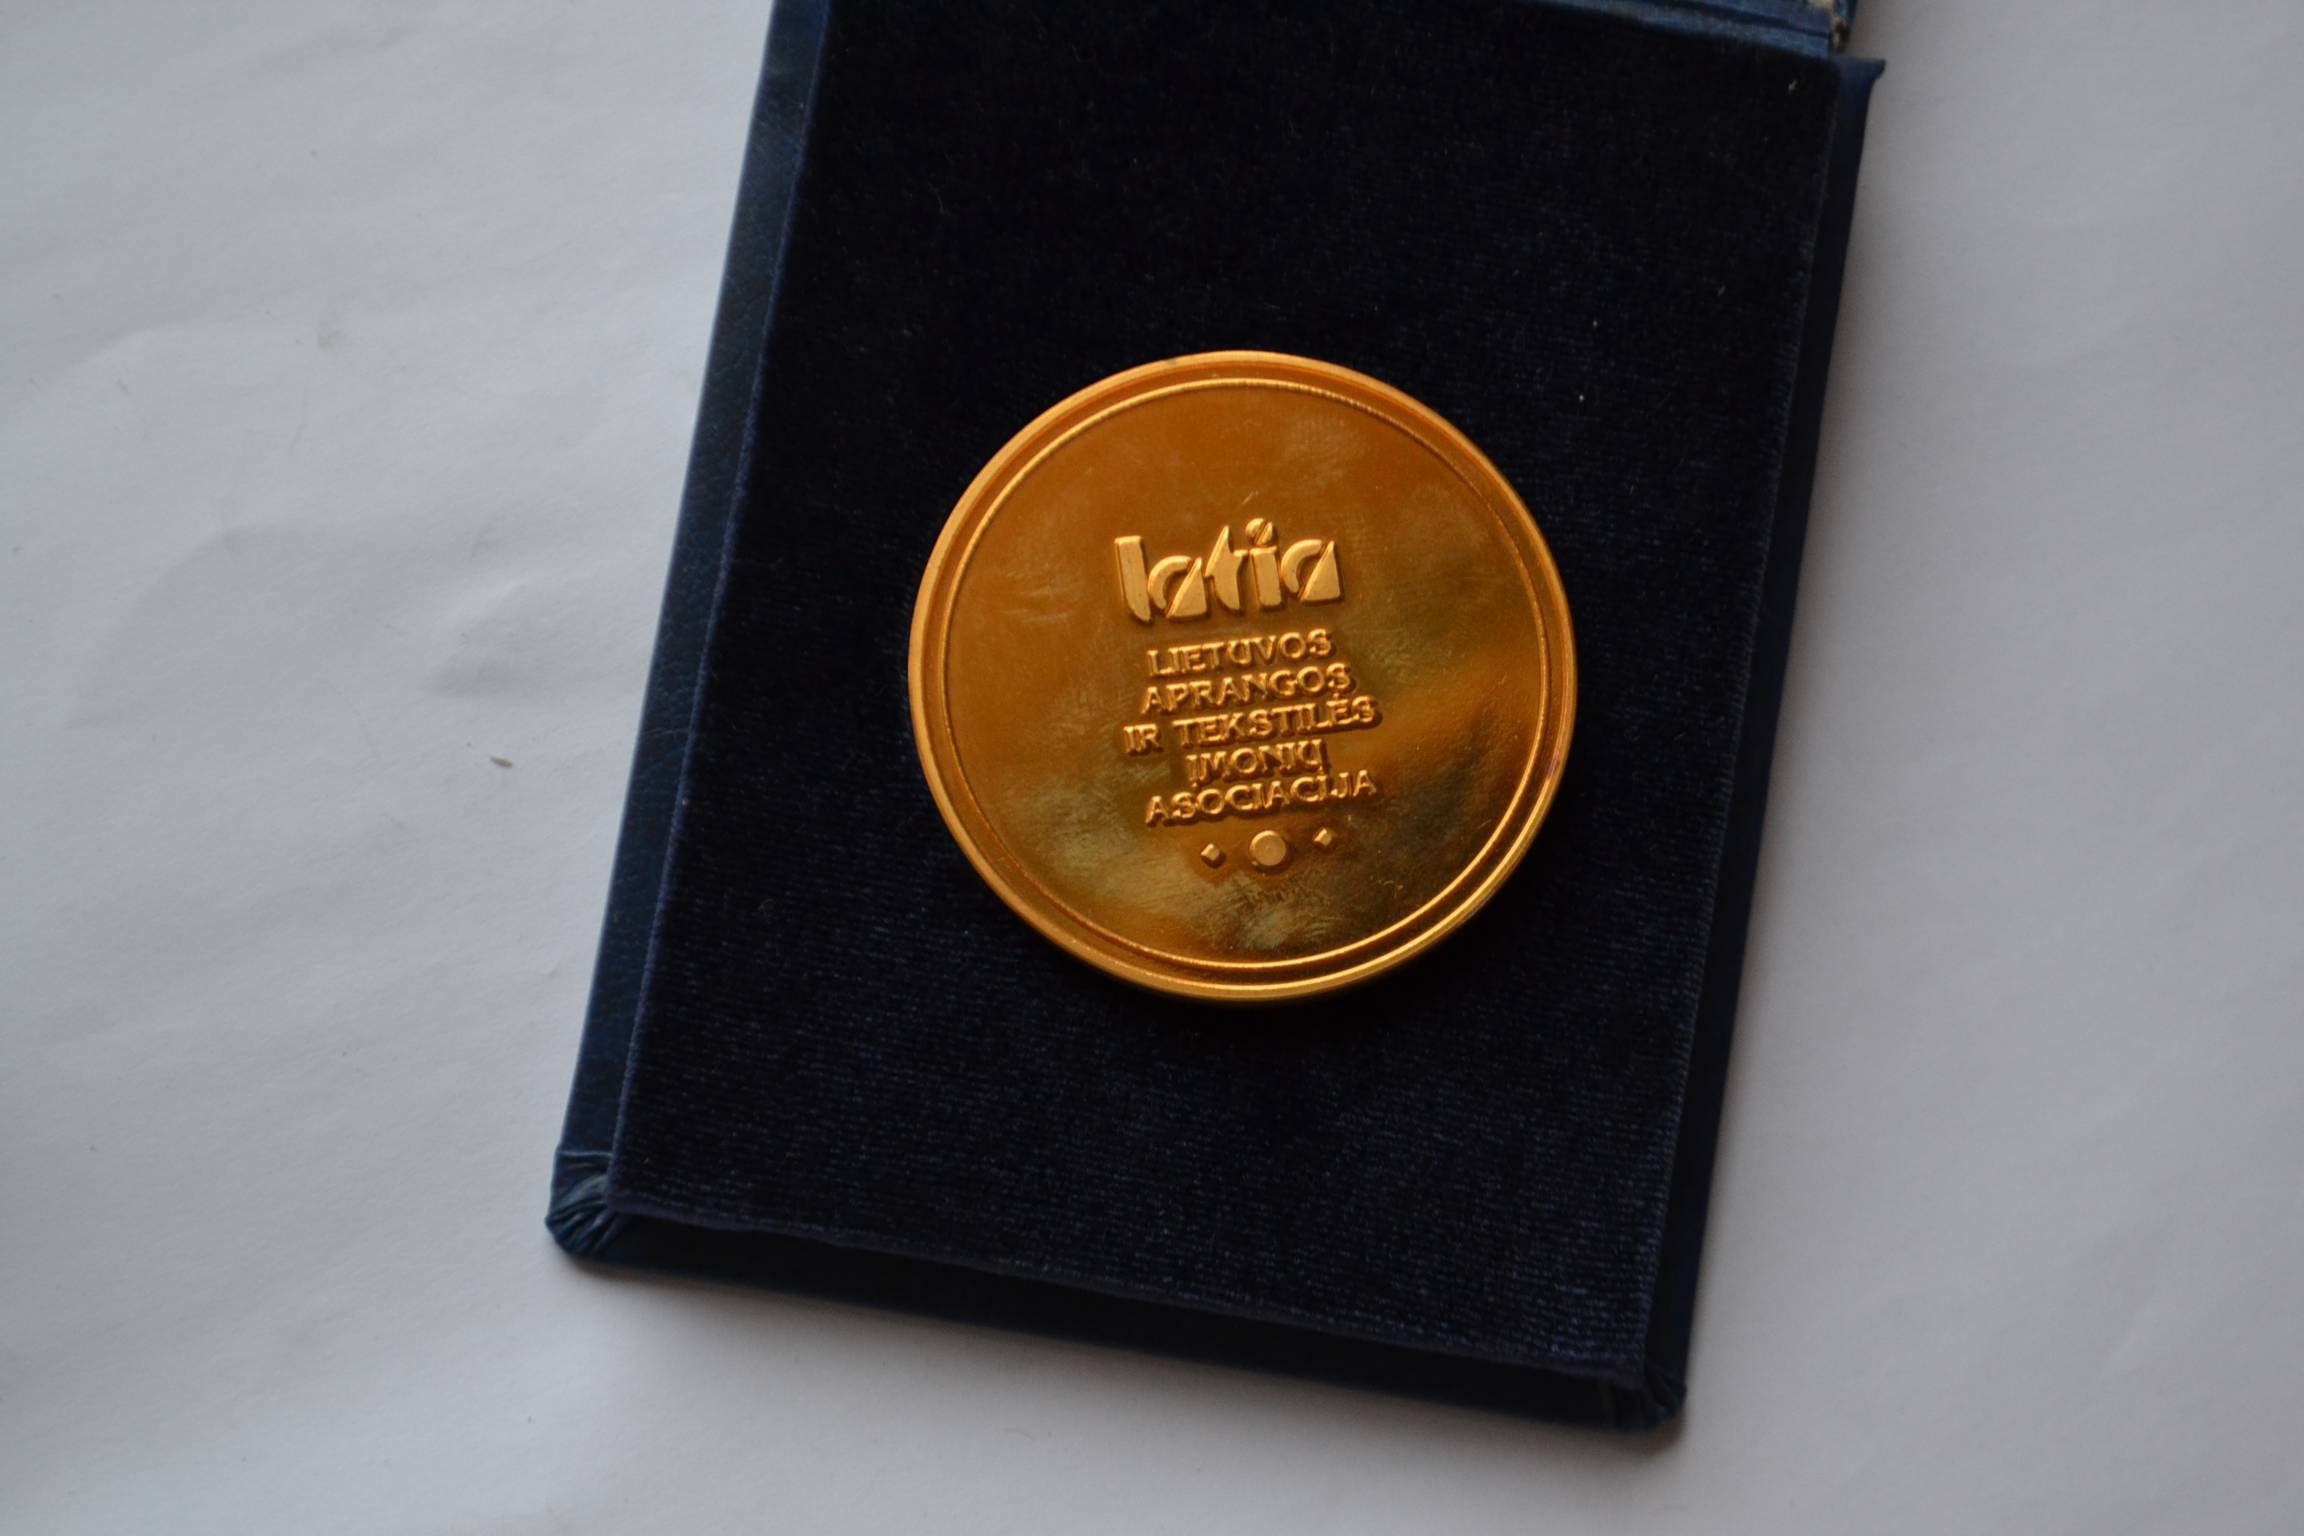 latia
LIETUVOS
APRANGOS
IR TEKSTILĖS
ĮMONIŲ
ASOCIACIJA